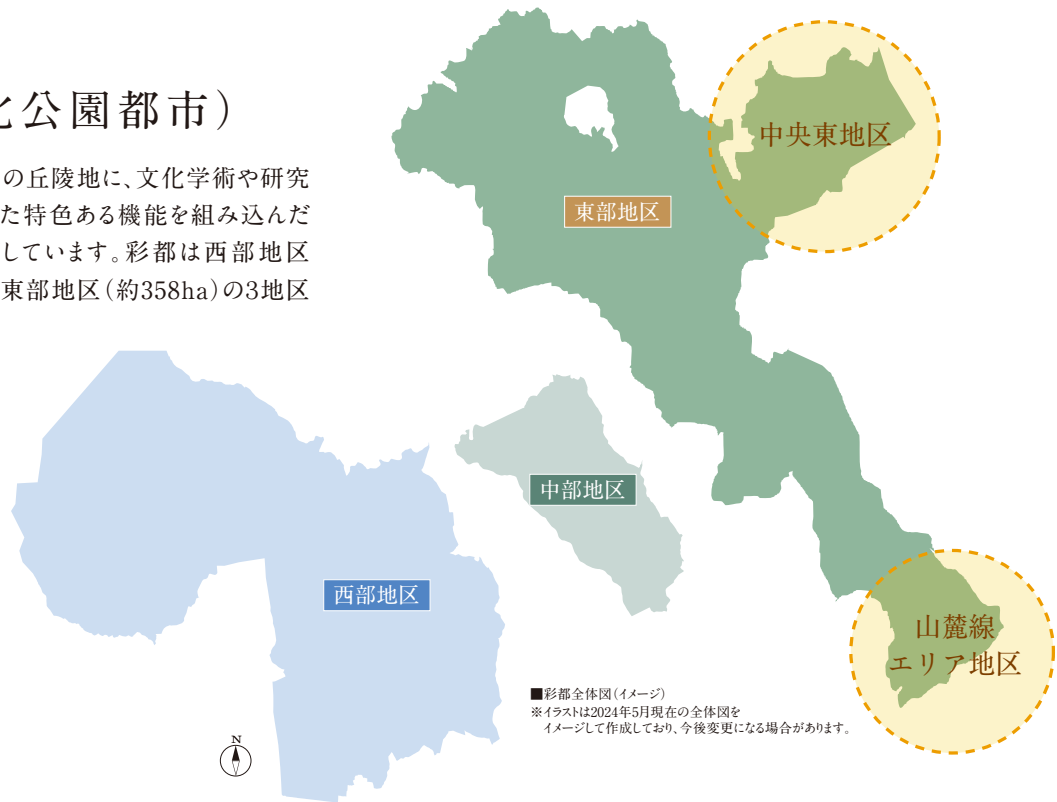 公園都市）
の丘陵地に、文化学術や研究
た特色ある機能を組み込んだ
しています。彩都は西部地区
東部地区（約358ha）の3地区
中央東地区
東部地区
中部地区
西部地区
山麓線
エリア地区
■彩都全体図（イメージ）
※イラストは2024年5月現在の全体図を
イメージして作成しており、今後変更になる場合があります。
N